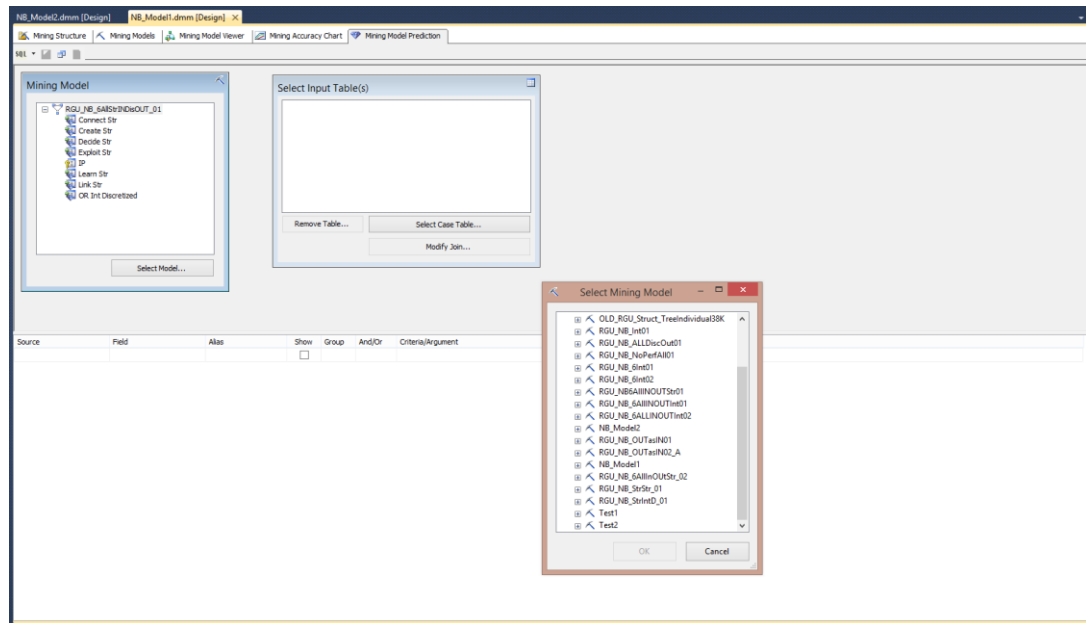 NB_Model2.dmm [Design] NB_Model1.dmm [Design]
Mining Structure Mining Models Mining Model Viewer Mining Accuracy Chart Mining Model Prediction
SQL
Mining Model
RGU_NB_6AllStrINDisOUT_01
Connect Str
Create Str
Decide Str
Exploit Str
IP
Learn Str
Link Str
OR Int Discretized
Select Model...
Select Input Table(s)
Remove Table... Select Case Table...
Modify Join...
Select Mining Model
OLD_RGU_Struct_TreeIndividual38K
RGU_NB_Int01
RGU_NB_ALLDiscOut01
RGU_NB_NoPerfAll01
RGU_NB_6Int01
RGU_NB_6Int02
RGU_NB6AllINOUTStr01
RGU_NB_6AllINOUTInt01
RGU_NB_6ALLINOUTInt02
NB_Model2
RGU_NB_OUTasIN01
RGU_NB_OUTasIN02_A
NB_Model1
RGU_NB_6AllInOUtStr_02
RGU_NB_StrStr_01
RGU_NB_StrIntD_01
Test1
Test2
OK Cancel
Source Field Alias Show Group And/Or Criteria/Argument